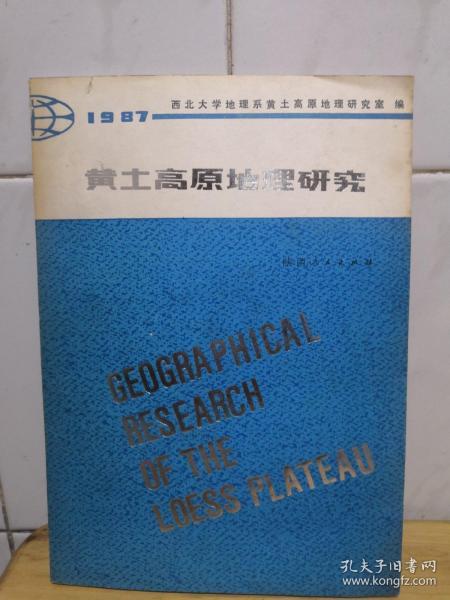 1987
西北大学地理系黄土高原地理研究室 编
黄土高原地理研究
陕西人民出版社
GEOGRAPHICAL
RESEARCH
OF THE
LOESS PLATEAU
孔夫子旧书网
www.kongfz.com